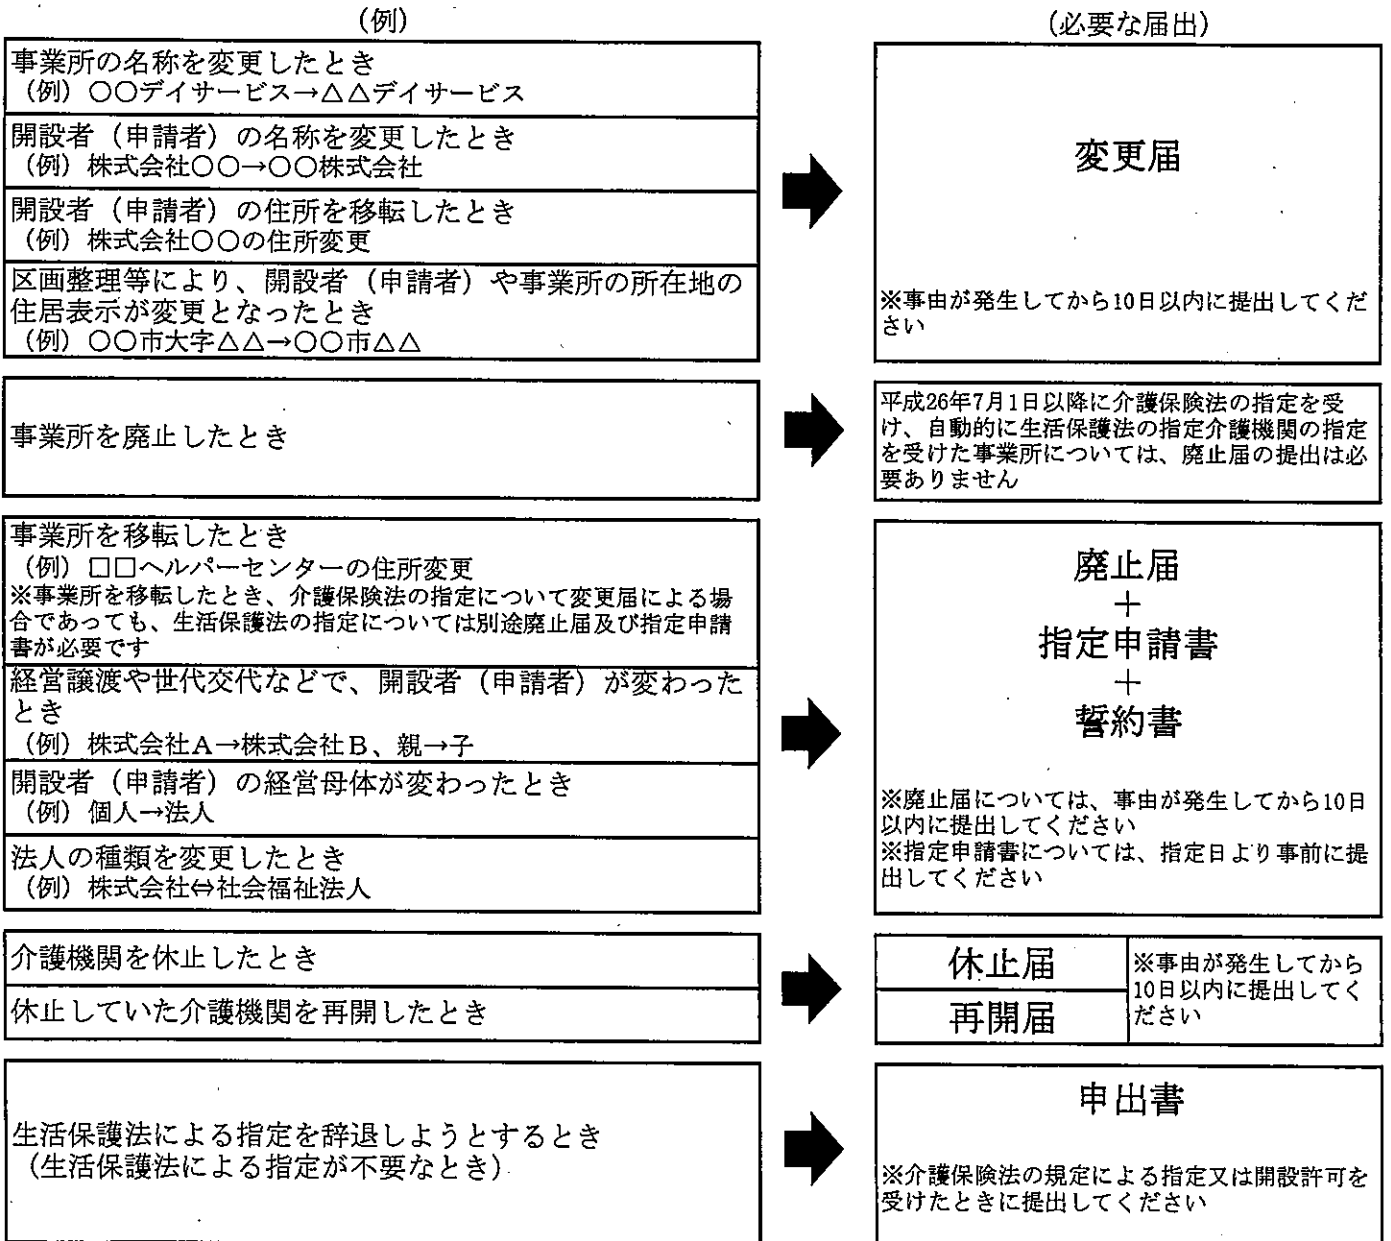 (例)
(必要な届出)
事業所の名称を変更したとき
(例) 〇〇デイサービス→△△デイサービス
開設者(申請者)の名称を変更したとき
(例) 株式会社〇〇→〇〇株式会社
開設者(申請者)の住所を移転したとき
(例) 株式会社〇〇の住所変更
区画整理等により、開設者(申請者)や事業所の所在地の
住居表示が変更となったとき
(例) 〇〇市大字△△→〇〇市△△
変更届
※事由が発生してから10日以内に提出してくだ
さい
事業所を廃止したとき
平成26年7月1日以降に介護保険法の指定を受
け、自動的に生活保護法の指定介護機関の指定
を受けた事業所については、廃止届の提出は必
要ありません
事業所を移転したとき
(例) □□ヘルパーセンターの住所変更
※事業所を移転したとき、介護保険法の指定について変更届による場
合であっても、生活保護法の指定については別途廃止届及び指定申請
書が必要です
経営譲渡や世代交代などで、開設者(申請者)が変わった
とき
(例) 株式会社A→株式会社B、親→子
開設者(申請者)の経営母体が変わったとき
(例) 個人→法人
法人の種類を変更したとき
(例) 株式会社⇔社会福祉法人
廃止届
+
指定申請書
+
誓約書
※廃止届については、事由が発生してから10日
以内に提出してください
※指定申請書については、指定日より事前に提
出してください
介護機関を休止したとき
休止していた介護機関を再開したとき
休止届
再開届
※事由が発生してから
10日以内に提出してく
ださい
生活保護法による指定を辞退しようとするとき
(生活保護法による指定が不要なとき)
申出書
※介護保険法の規定による指定又は開設許可を
受けたときに提出してください